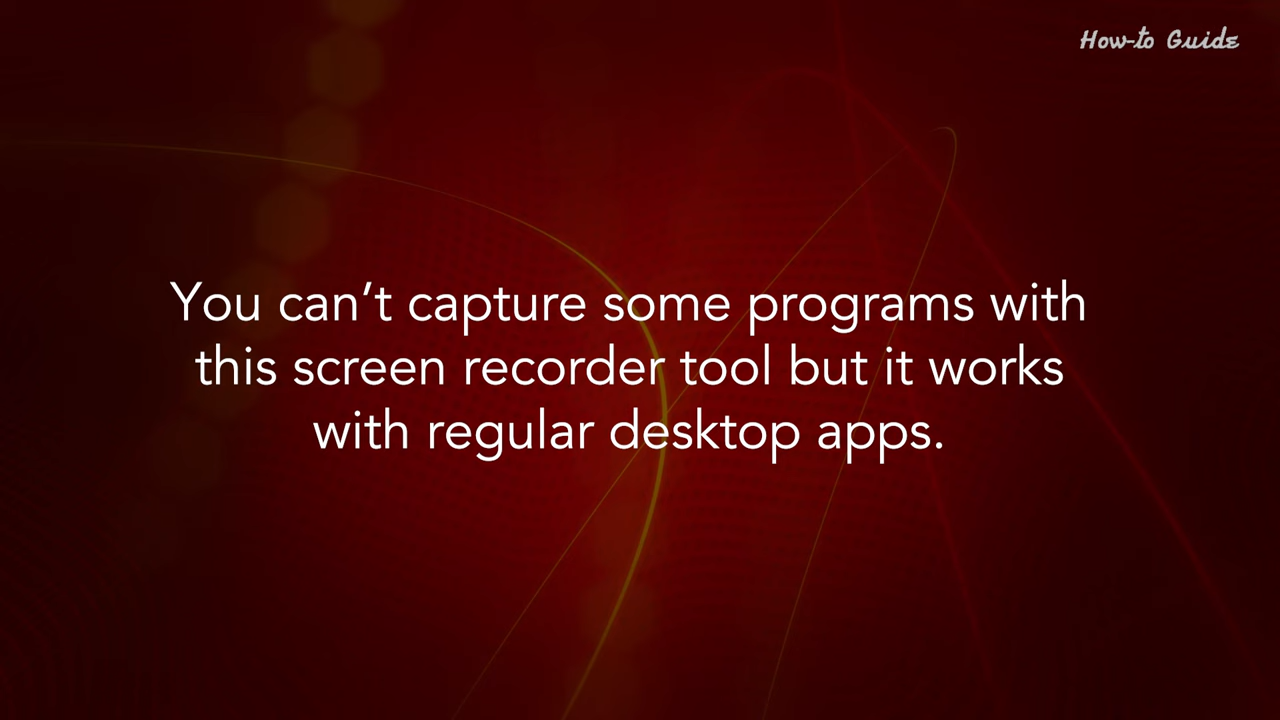 How-to Guide
You can’t capture some programs with
this screen recorder tool but it works
with regular desktop apps.